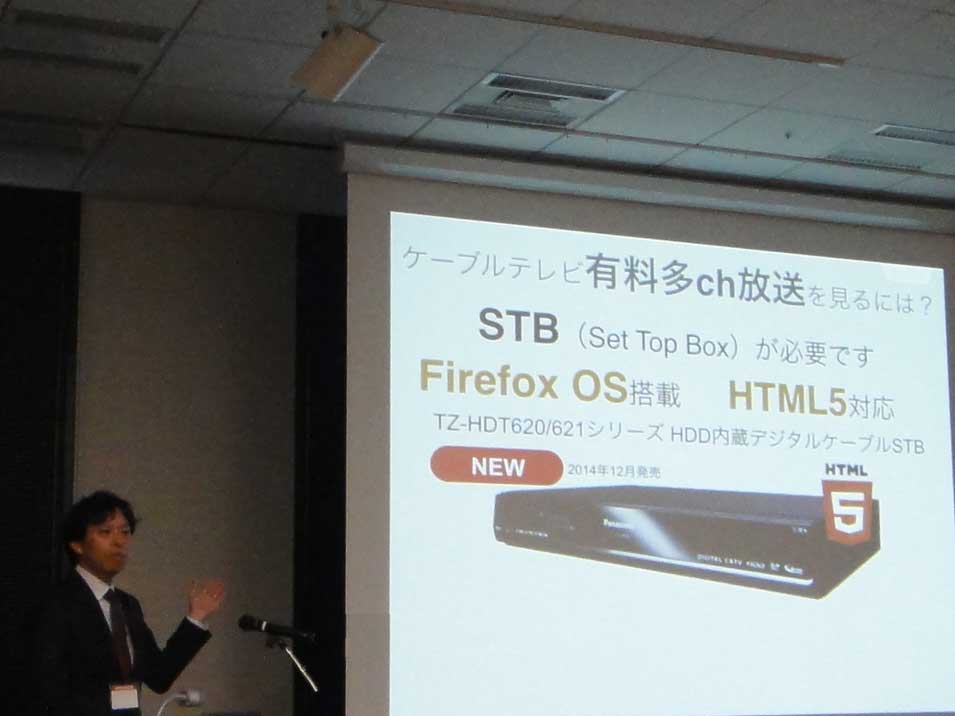 ケーブルテレビ有料多ch放送を見るには？
STB（Set Top Box）が必要です
Firefox OS搭載 HTML5対応
TZ-HDT620/621シリーズ HDD内蔵デジタルケーブルSTB
NEW 2014年12月発売
HTML
5
Panasonic
DIGITAL CATV